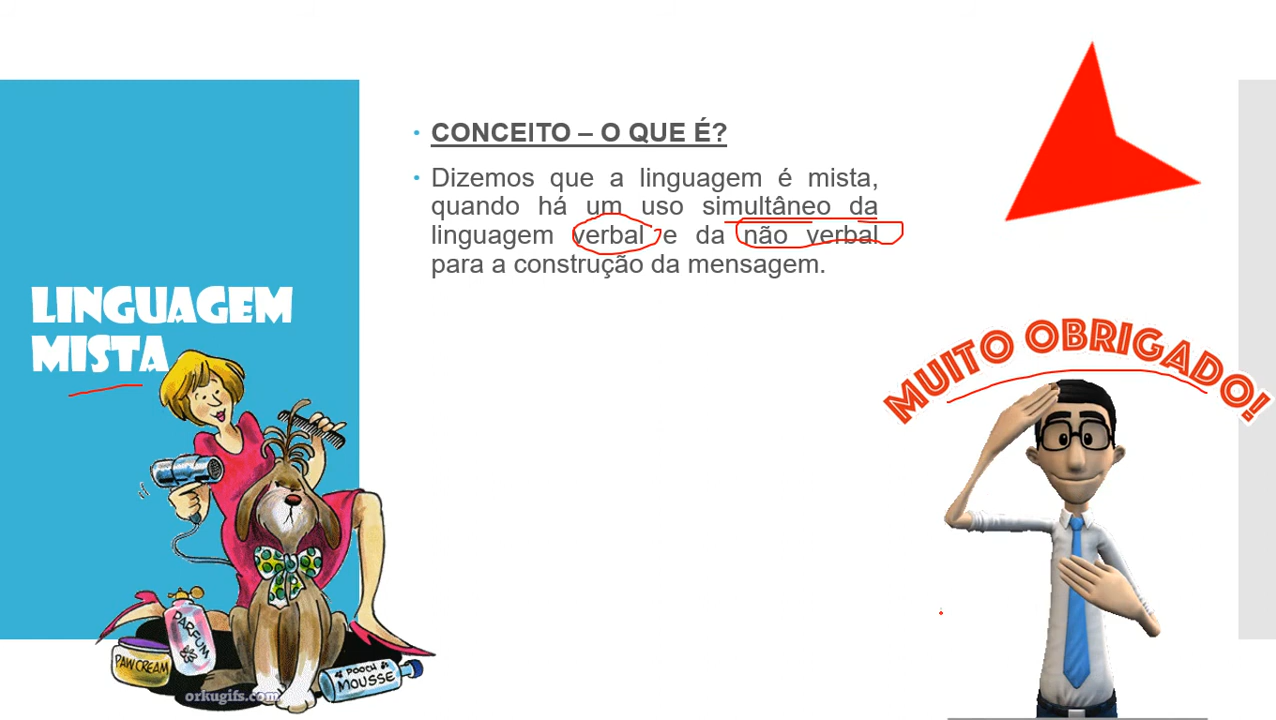 CONCEITO – O QUE É?
Dizemos que a linguagem é mista,
quando há um uso simultâneo da
linguagem verbal e da não verbal
para a construção da mensagem.
LINGUAGEM
MISTA
MUITO OBRIGADO!
PARFUM
PAW CREAM
4 POOCH
MOUSSE
orkugifs.com